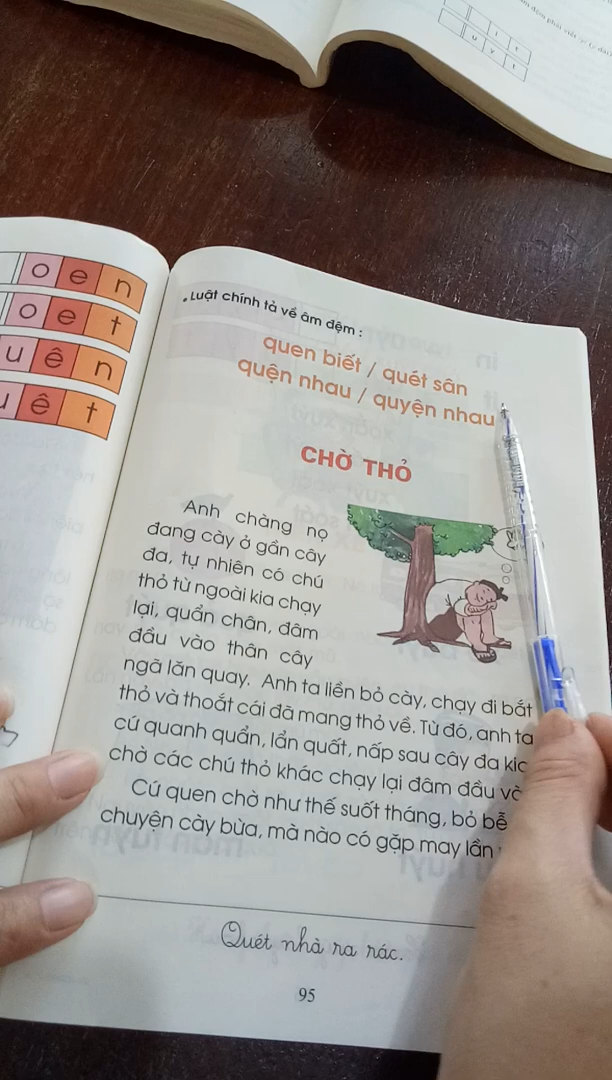 o e n
o e t
u ê n
ê t
• Luật chính tả về âm đệm :
quen biết / quét sân
quện nhau / quyện nhau
CHỜ THỎ
Anh chàng nọ
đang cày ở gần cây
đa, tự nhiên có chú
thỏ từ ngoài kia chạy
lại, quẩn chân, đâm
đầu vào thân cây
ngã lăn quay. Anh ta liền bỏ cày, chạy đi bắt
thỏ và thoắt cái đã mang thỏ về. Từ đó, anh ta
cứ quanh quẩn, lẩn quất, nấp sau cây đa kia
chờ các chú thỏ khác chạy lại đâm đầu và
Cứ quen chờ như thế suốt tháng, bỏ bễ
chuyện cày bừa, mà nào có gặp may lần
Quét nhà ra rác.
95